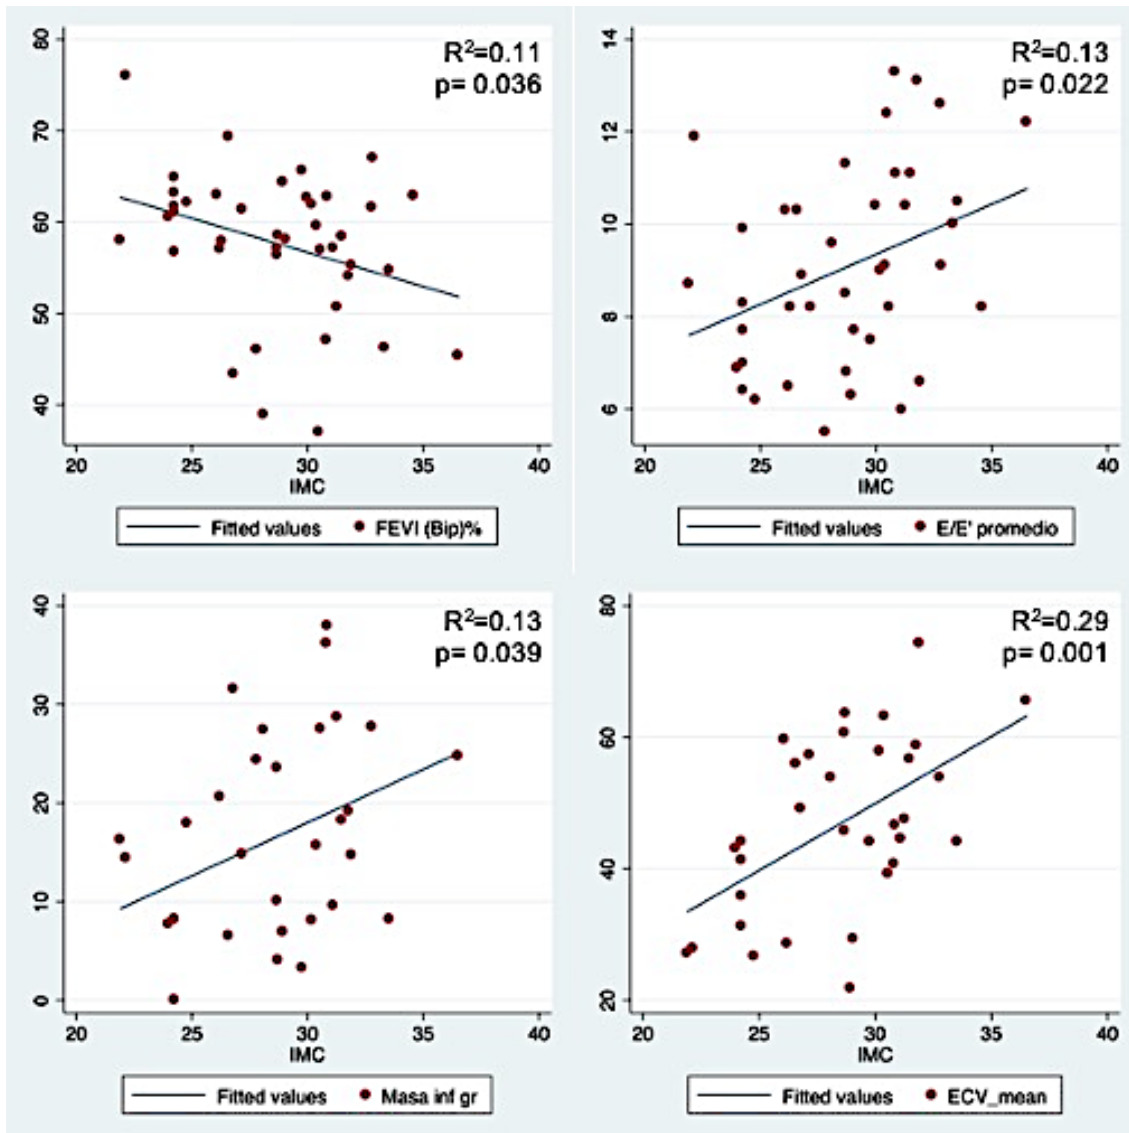 R²=0.11
p= 0.036
80
70
60
50
40
20 25 30 35 40
IMC
Fitted values FEVI (Bip)%
R²=0.13
p= 0.022
14
12
10
8
6
20 25 30 35 40
IMC
Fitted values E/E' promedio
R²=0.13
p= 0.039
40
30
20
10
0
20 25 30 35 40
IMC
Fitted values Masa inf gr
R²=0.29
p= 0.001
80
60
40
20
20 25 30 35 40
IMC
Fitted values ECV_mean